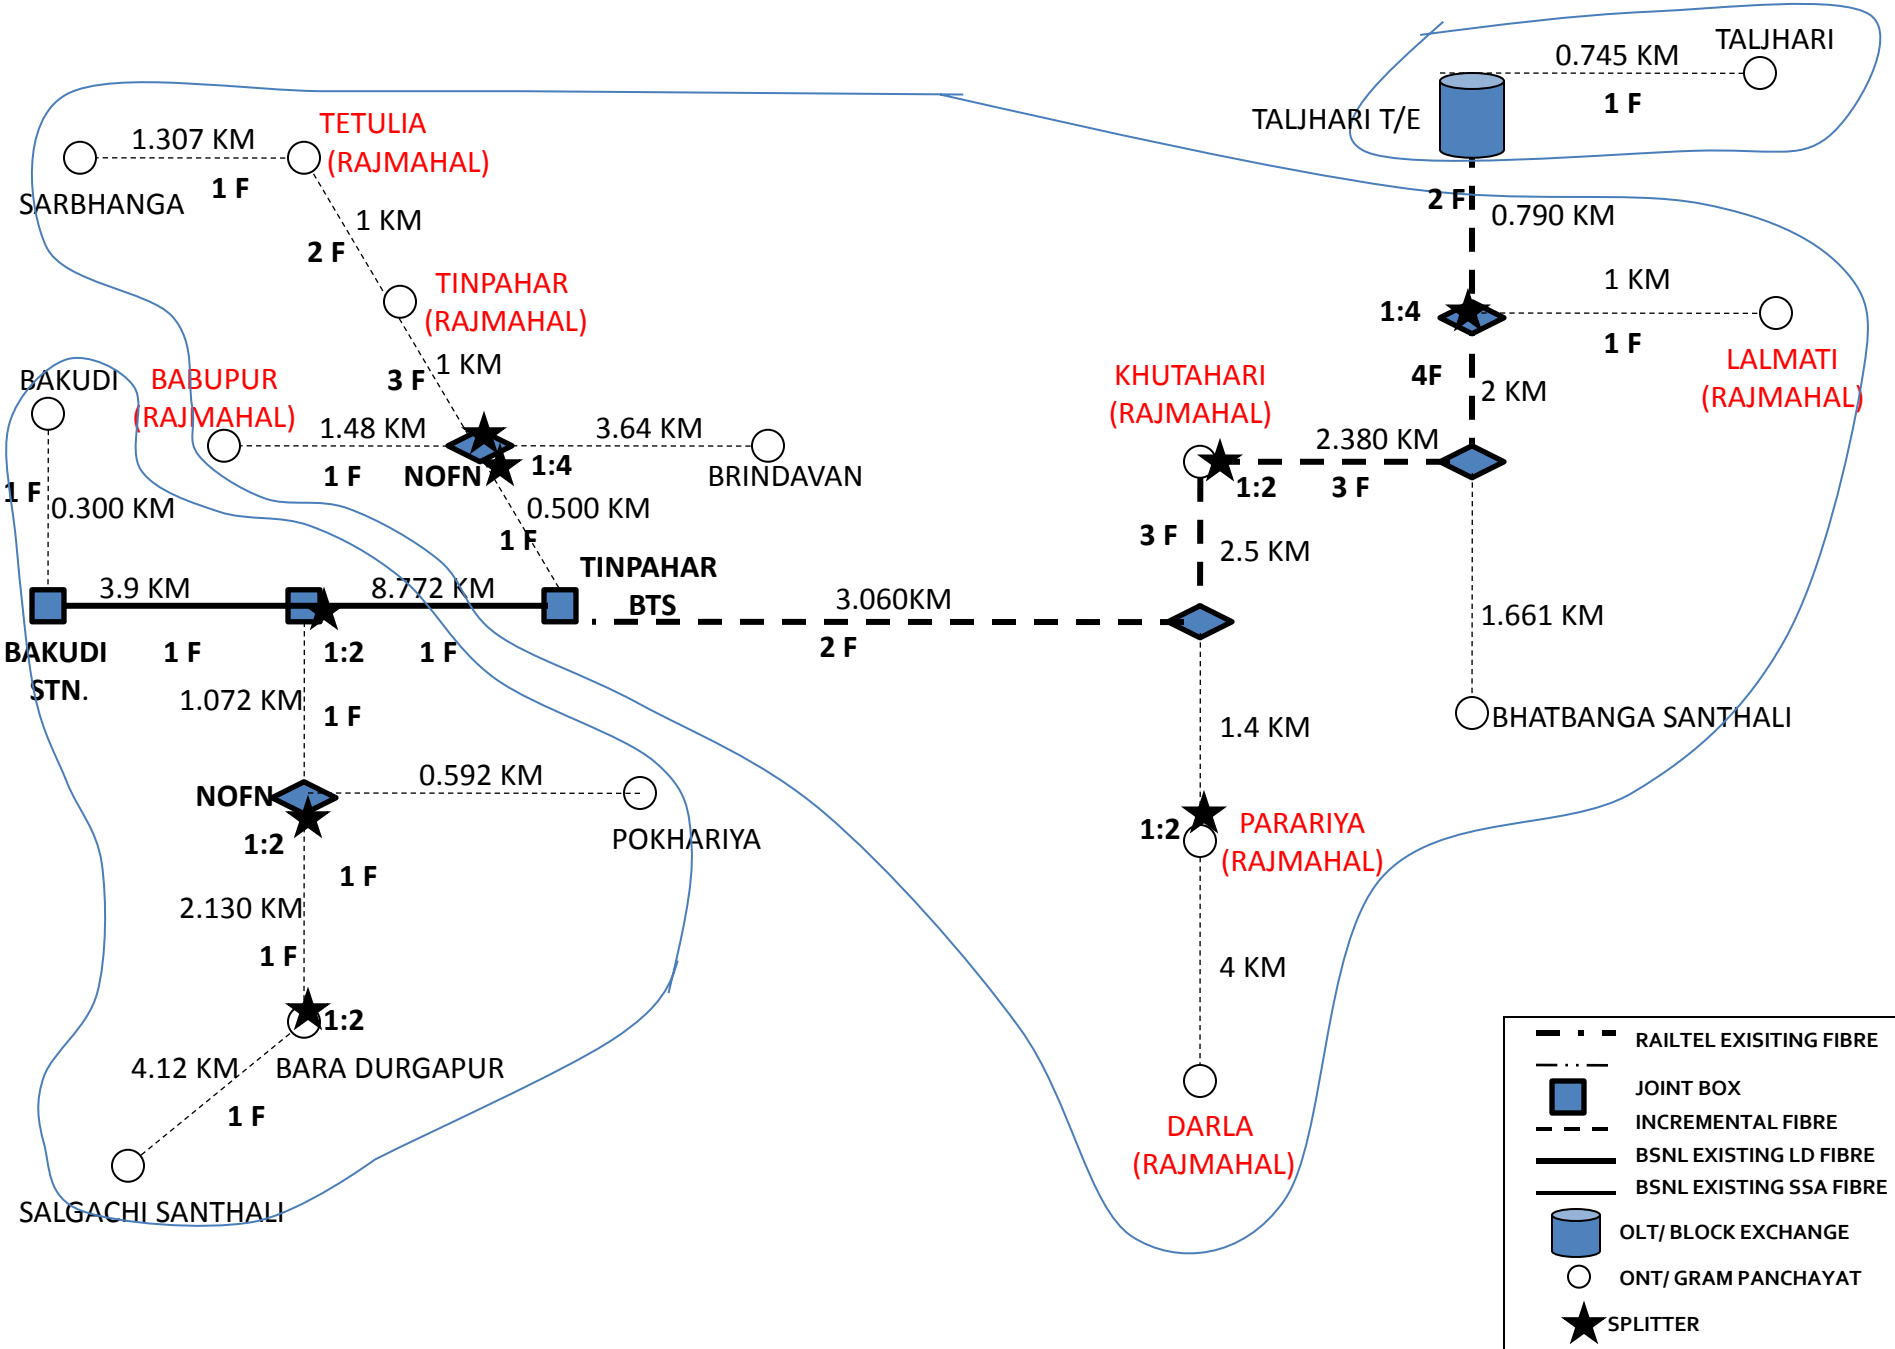 TALJHARI
0.745 KM
1 F
TALJHARI T/E
TETULIA
(RAJMAHAL)
1.307 KM
1 F
SARBHANGA
1 KM
2 F
2 F
0.790 KM
TINPAHAR
(RAJMAHAL)
1 KM
1:4
1 F
LALMATI
(RAJMAHAL)
1 KM
3 F
4F
2 KM
KHUTAHARI
(RAJMAHAL)
BAKUDI
BABUPUR
(RAJMAHAL)
1.48 KM
1 F
NOFN
1:4
3.64 KM
BRINDAVAN
2.380 KM
1:2
3 F
1 F
0.300 KM
0.500 KM
1 F
3 F
2.5 KM
TINPAHAR
BTS
3.9 KM
8.772 KM
3.060KM
2 F
1.661 KM
BAKUDI
STN.
1 F
1:2
1 F
1.072 KM
1 F
BHATBANGA SANTHALI
1.4 KM
NOFN
0.592 KM
POKHARIYA
1:2
1 F
1:2
PARARIYA
(RAJMAHAL)
2.130 KM
1 F
4 KM
1:2
4.12 KM
BARA DURGAPUR
1 F
DARLA
(RAJMAHAL)
SALGACHI SANTHALI
RAILTEL EXISITING FIBRE
JOINT BOX
INCREMENTAL FIBRE
BSNL EXISTING LD FIBRE
BSNL EXISTING SSA FIBRE
OLT/ BLOCK EXCHANGE
ONT/ GRAM PANCHAYAT
SPLITTER